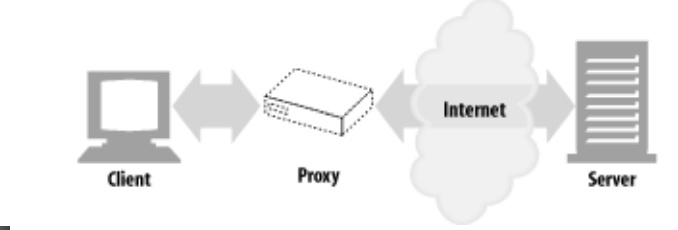 Internet
Client
Proxy
Server